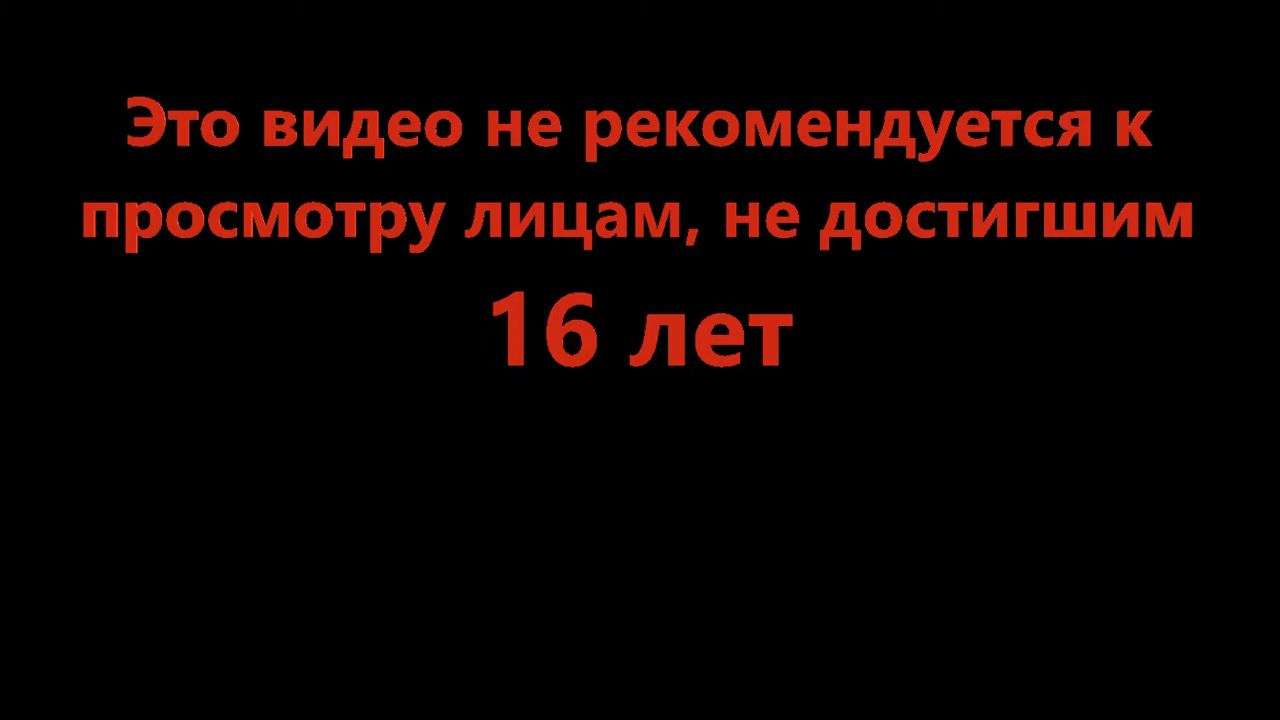 Это видео не рекомендуется к
просмотру лицам, не достигшим
16 лет